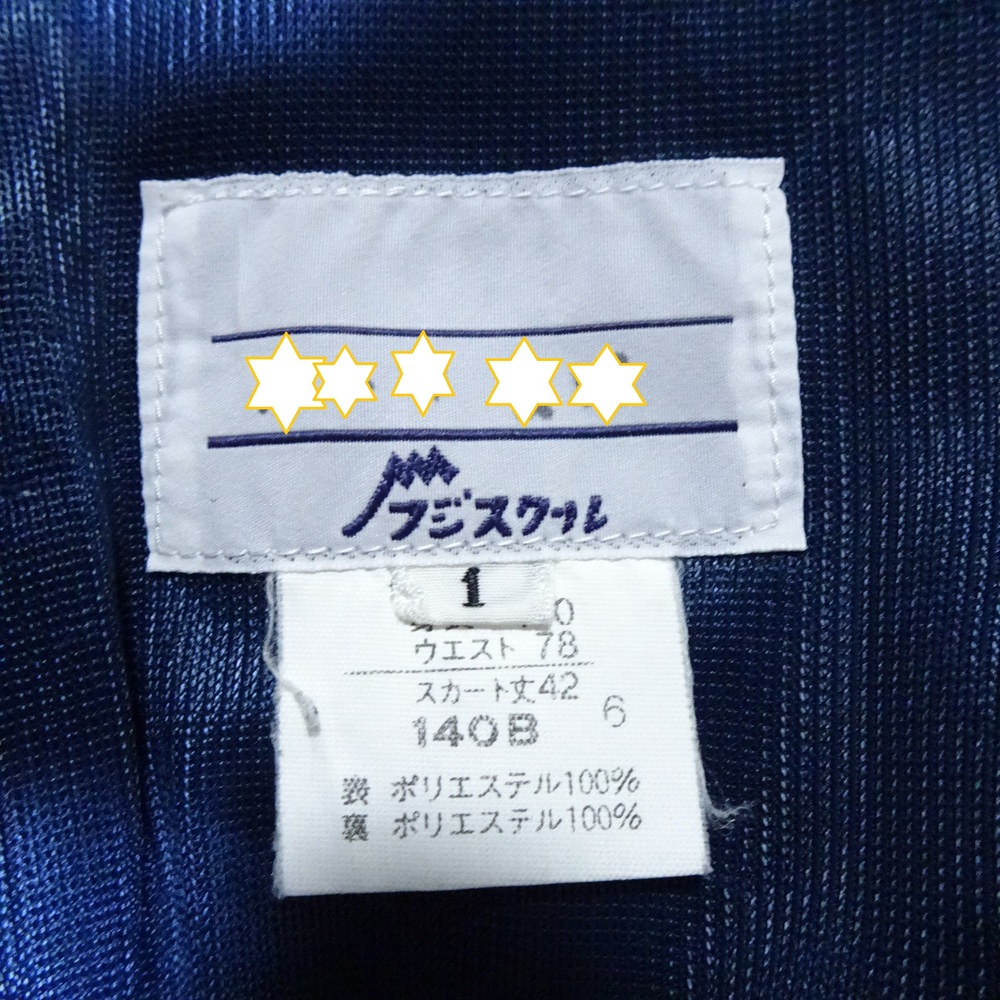 フジスクール
1
0
ウエスト 78
スカート丈42
6
140B
表 ポリエステル100%
裏 ポリエステル100%